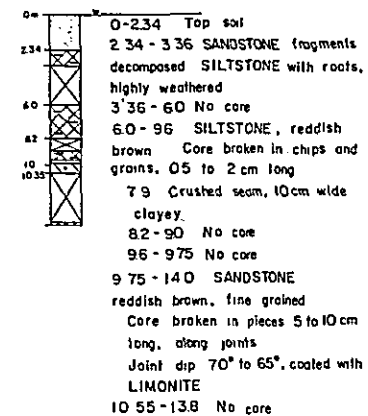 0m
0-2.34 Top soil
2.34
2.34 - 3.36 SANDSTONE fragments
decomposed SILTSTONE with roots,
highly weathered
3.36 - 6.0 No core
6.0
6.0 - 9.6 SILTSTONE, reddish
brown Core broken in chips and
grains, 0.5 to 2 cm long
8.2
7.9 Crushed seam, 10cm wide
clayey
10
10.35
8.2 - 9.0 No core
9.6 - 9.75 No core
9.75 - 14.0 SANDSTONE
reddish brown, fine grained
Core broken in pieces 5 to 10 cm
long, along joints
Joint dip 70° to 65°, coated with
LIMONITE
10.55 - 13.8 No core